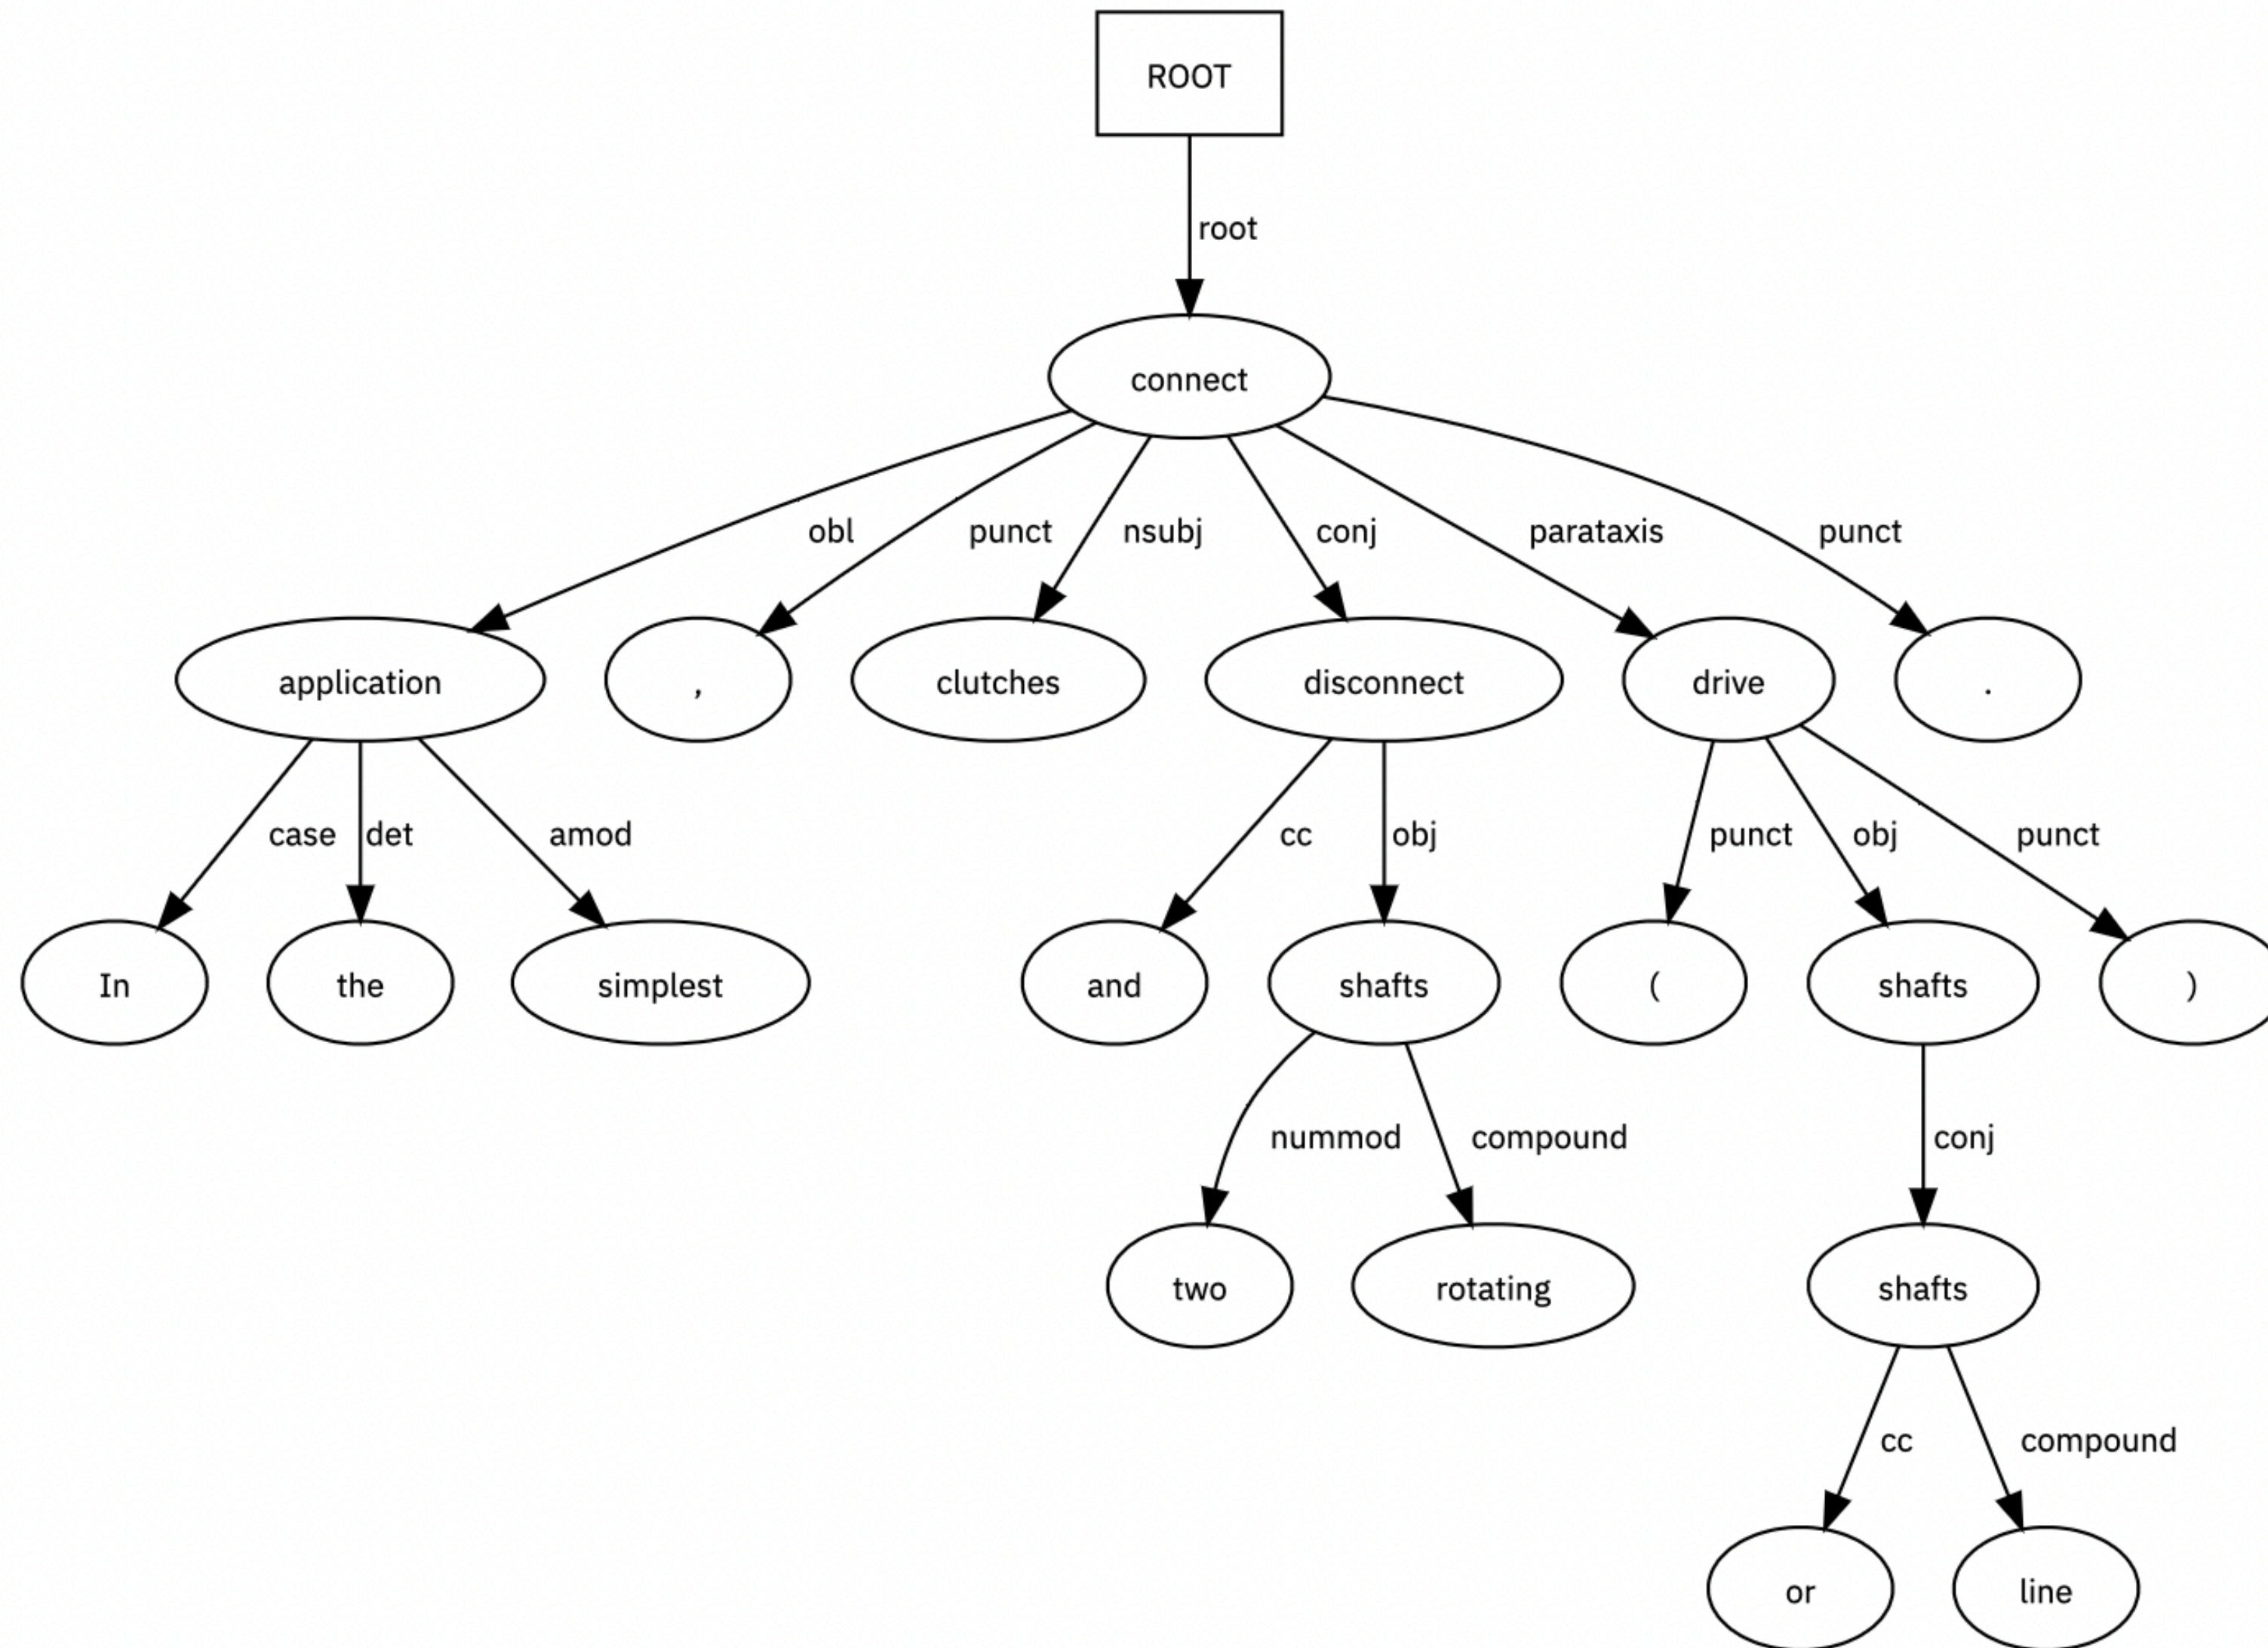 ROOT
root
connect
obl punct nsubj conj parataxis punct
application , clutches disconnect drive .
case det amod cc obj punct obj punct
In the simplest and shafts ( shafts )
nummod compound conj
two rotating shafts
cc compound
or line